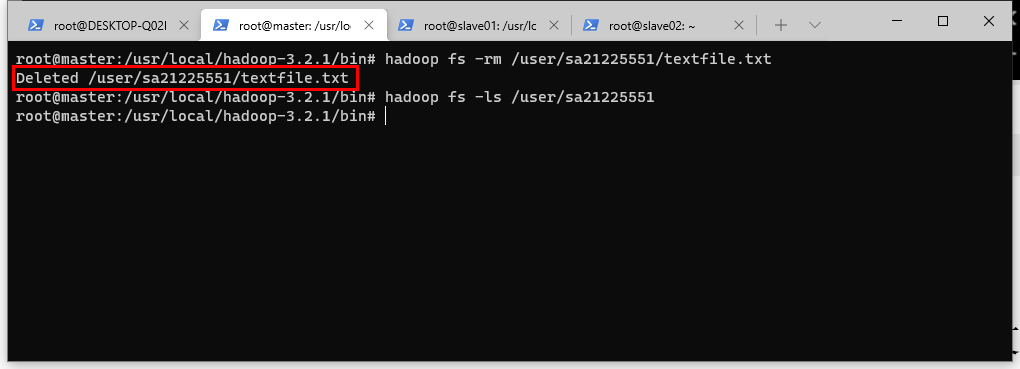 root@DESKTOP-Q02I
root@master: /usr/lo
root@slave01: /usr/lc
root@slave02: ~
root@master:/usr/local/hadoop-3.2.1/bin# hadoop fs -rm /user/sa21225551/textfile.txt
Deleted /user/sa21225551/textfile.txt
root@master:/usr/local/hadoop-3.2.1/bin# hadoop fs -ls /user/sa21225551
root@master:/usr/local/hadoop-3.2.1/bin#